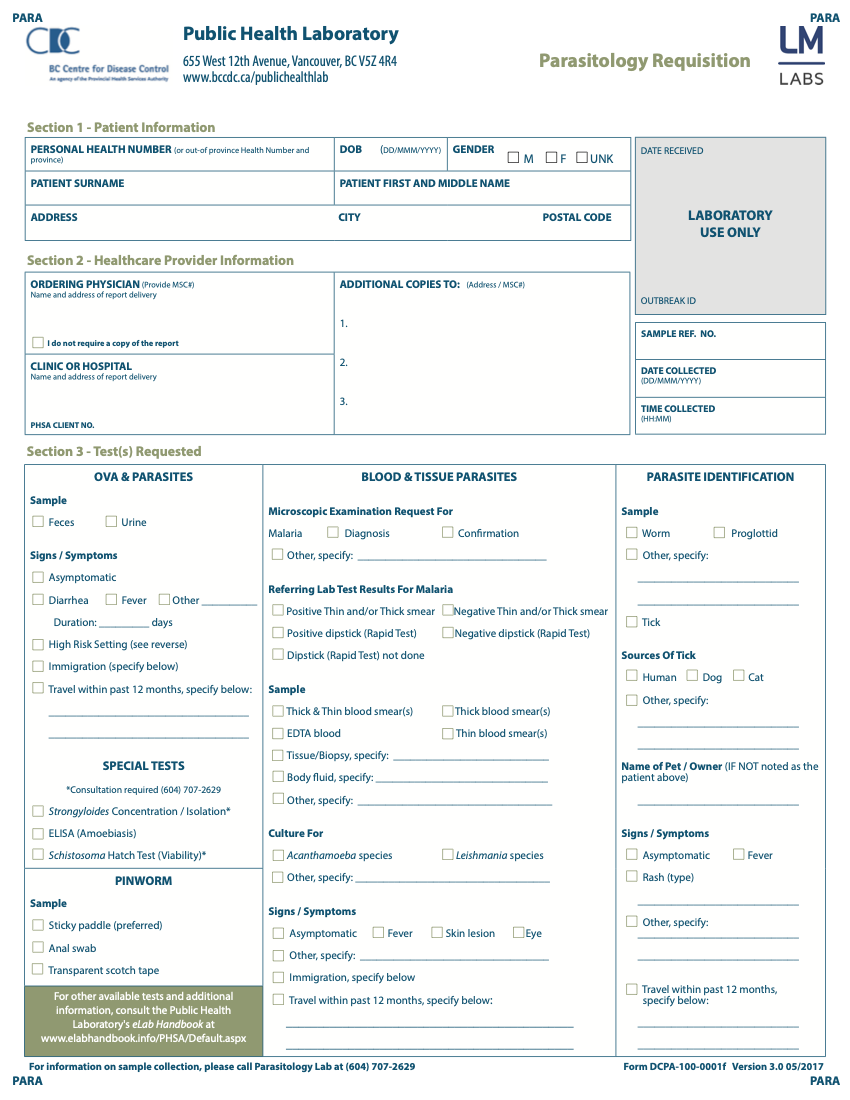 PARA
PARA
CDC
BC Centre for Disease Control
An agency of the Provincial Health Services Authority
Public Health Laboratory
655 West 12th Avenue, Vancouver, BC V5Z 4R4
www.bccdc.ca/publichealthlab
Parasitology Requisition
LM
LABS
Section 1 - Patient Information
PERSONAL HEALTH NUMBER (or out-of province Health Number and
province)
DOB (DD/MMM/YYYY)
GENDER M F UNK
PATIENT SURNAME
PATIENT FIRST AND MIDDLE NAME
ADDRESS
CITY
POSTAL CODE
DATE RECEIVED
LABORATORY
USE ONLY
OUTBREAK ID
Section 2 - Healthcare Provider Information
ORDERING PHYSICIAN (Provide MSC#)
Name and address of report delivery
I do not require a copy of the report
CLINIC OR HOSPITAL
Name and address of report delivery
PHSA CLIENT NO.
ADDITIONAL COPIES TO: (Address / MSC#)
1.
2.
3.
SAMPLE REF. NO.
DATE COLLECTED
(DD/MMM/YYYY)
TIME COLLECTED
(HH:MM)
Section 3 - Test(s) Requested
OVA & PARASITES
Sample
Feces Urine
Signs / Symptoms
Asymptomatic
Diarrhea Fever Other __________
Duration: _________ days
High Risk Setting (see reverse)
Immigration (specify below)
Travel within past 12 months, specify below:
SPECIAL TESTS
*Consultation required (604) 707-2629
Strongyloides Concentration / Isolation*
ELISA (Amoebiasis)
Schistosoma Hatch Test (Viability)*
PINWORM
Sample
Sticky paddle (preferred)
Anal swab
Transparent scotch tape
For other available tests and additional
information, consult the Public Health
Laboratory's eLab Handbook at
www.elabhandbook.info/PHSA/Default.aspx
BLOOD & TISSUE PARASITES
Microscopic Examination Request For
Malaria Diagnosis Confirmation
Other, specify: __________
Referring Lab Test Results For Malaria
Positive Thin and/or Thick smear Negative Thin and/or Thick smear
Positive dipstick (Rapid Test) Negative dipstick (Rapid Test)
Dipstick (Rapid Test) not done
Sample
Thick & Thin blood smear(s) Thick blood smear(s)
EDTA blood Thin blood smear(s)
Tissue/Biopsy, specify: __________
Body fluid, specify: __________
Other, specify: __________
Culture For
Acanthamoeba species Leishmania species
Other, specify: __________
Signs / Symptoms
Asymptomatic Fever Skin lesion Eye
Other, specify: __________
Immigration, specify below
Travel within past 12 months, specify below:
PARASITE IDENTIFICATION
Sample
Worm Proglottid
Other, specify:
Tick
Sources Of Tick
Human Dog Cat
Other, specify:
Name of Pet / Owner (IF NOT noted as the
patient above)
Signs / Symptoms
Asymptomatic Fever
Rash (type)
Other, specify:
Travel within past 12 months,
specify below:
For information on sample collection, please call Parasitology Lab at (604) 707-2629
Form DCPA-100-0001f Version 3.0 05/2017
PARA
PARA